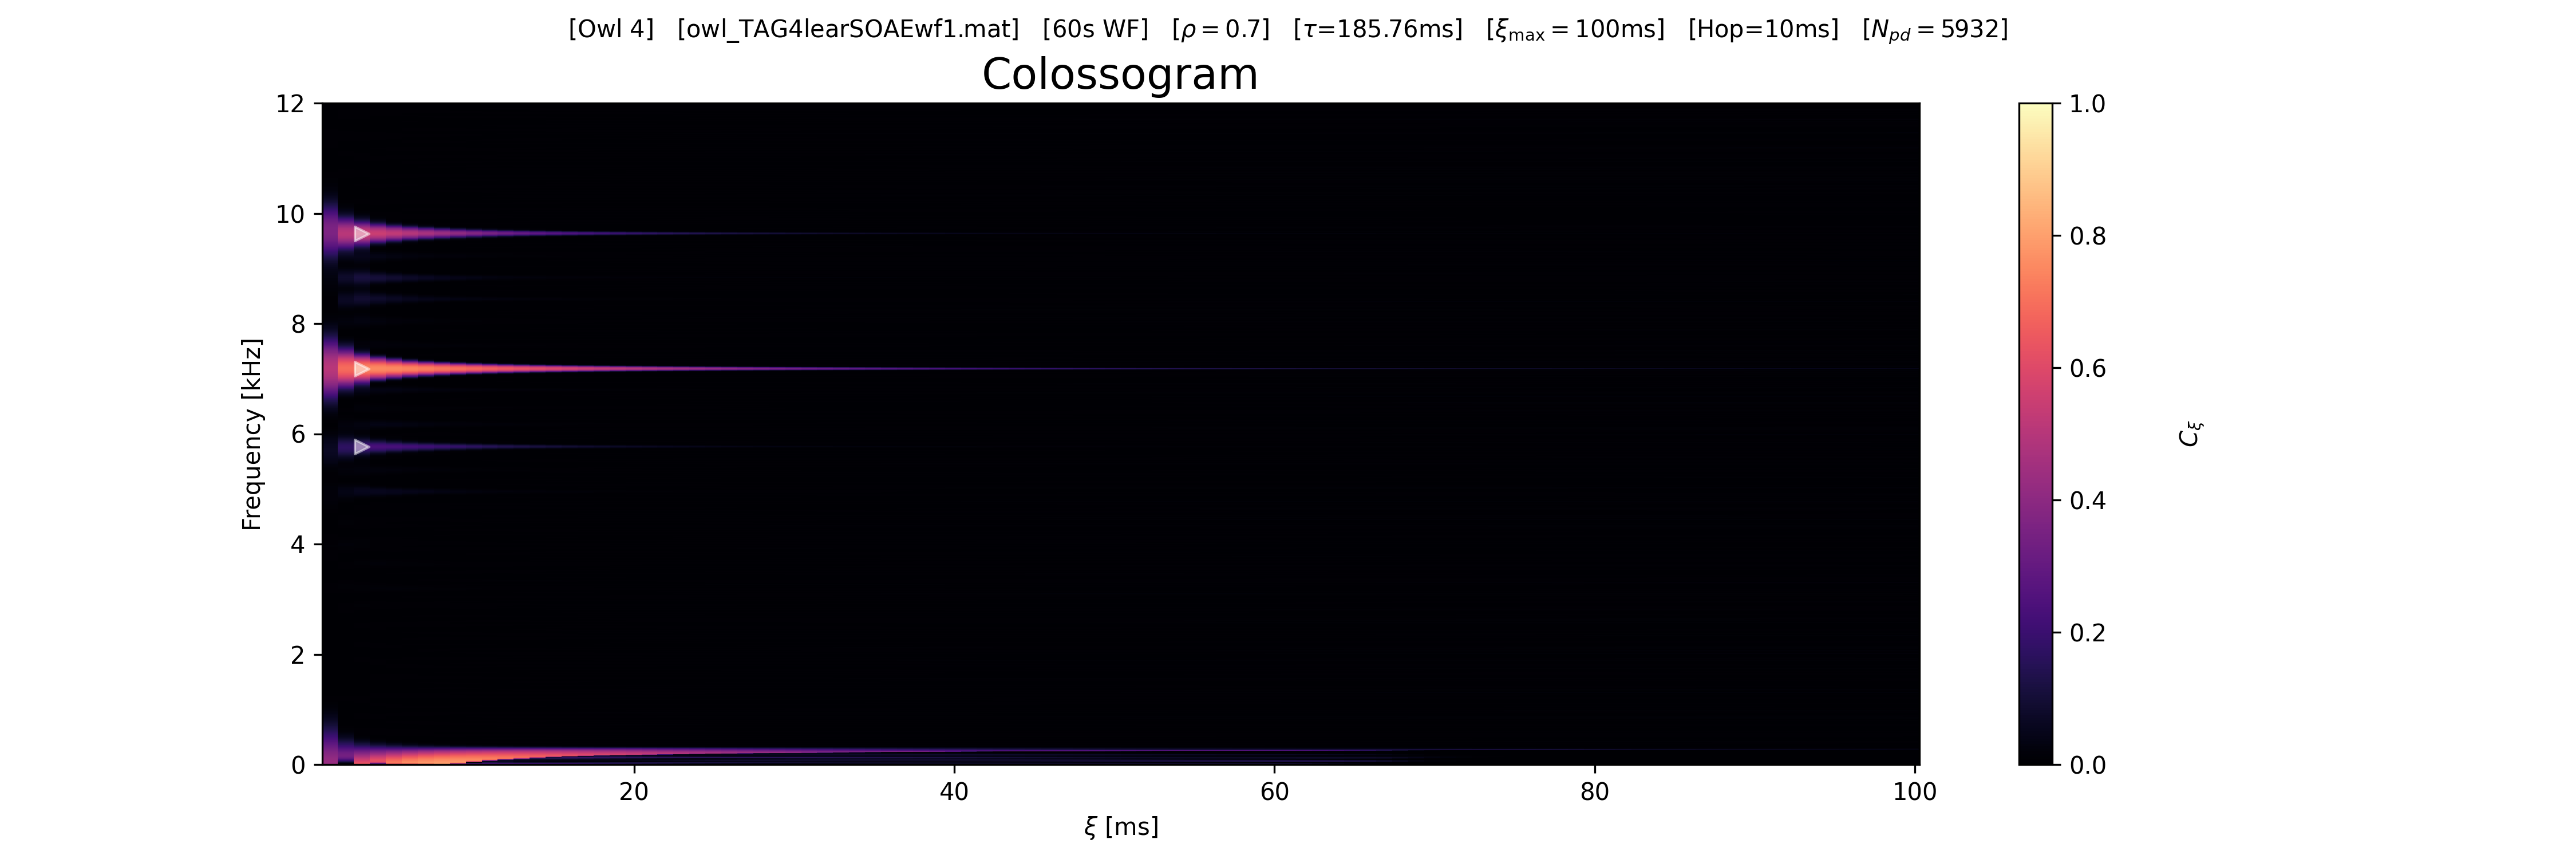 [Owl 4] [owl_TAG4learSOAEwf1.mat] [60s WF] [ρ = 0.7] [τ=185.76ms] [ξmax = 100ms] [Hop=10ms] [Npd = 5932]
Colossogram
12
10
8
6
4
2
0
Frequency [kHz]
20 40 60 80 100
ξ [ms]
1.0
0.8
0.6
0.4
0.2
0.0
Cξ